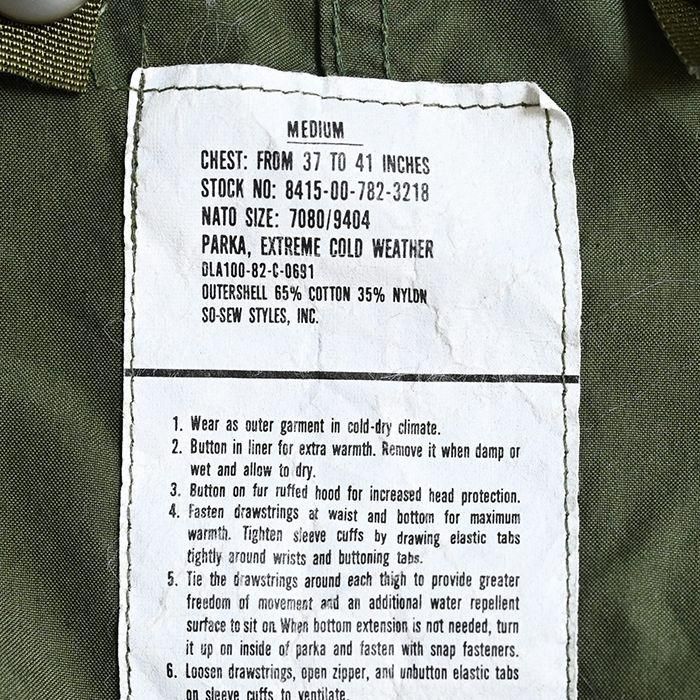 MEDIUM
CHEST: FROM 37 TO 41 INCHES
STOCK NO: 8415-00-782-3218
NATO SIZE: 7080/9404
PARKA, EXTREME COLD WEATHER
DLA100-82-C-0691
OUTERSHELL 65% COTTON 35% NYLON
SO-SEW STYLES, INC.
1. Wear as outer garment in cold-dry climate.
2. Button in liner for extra warmth. Remove it when damp or
wet and allow to dry.
3. Button on fur ruffed hood for increased head protection.
4. Fasten drawstrings at waist and bottom for maximum
warmth. Tighten sleeve cuffs by drawing elastic tabs
tightly around wrists and buttoning tabs.
5. Tie the drawstrings around each thigh to provide greater
freedom of movement and an additional water repellent
surface to sit on. When bottom extension is not needed, turn
it up on inside of parka and fasten with snap fasteners.
6. Loosen drawstrings, open zipper, and unbutton elastic tabs
on sleeve cuffs to ventilate.